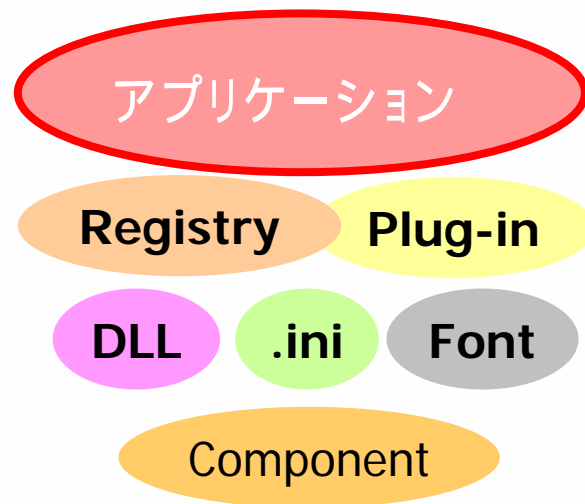 アプリケーション
Registry Plug-in
DLL .ini Font
Component